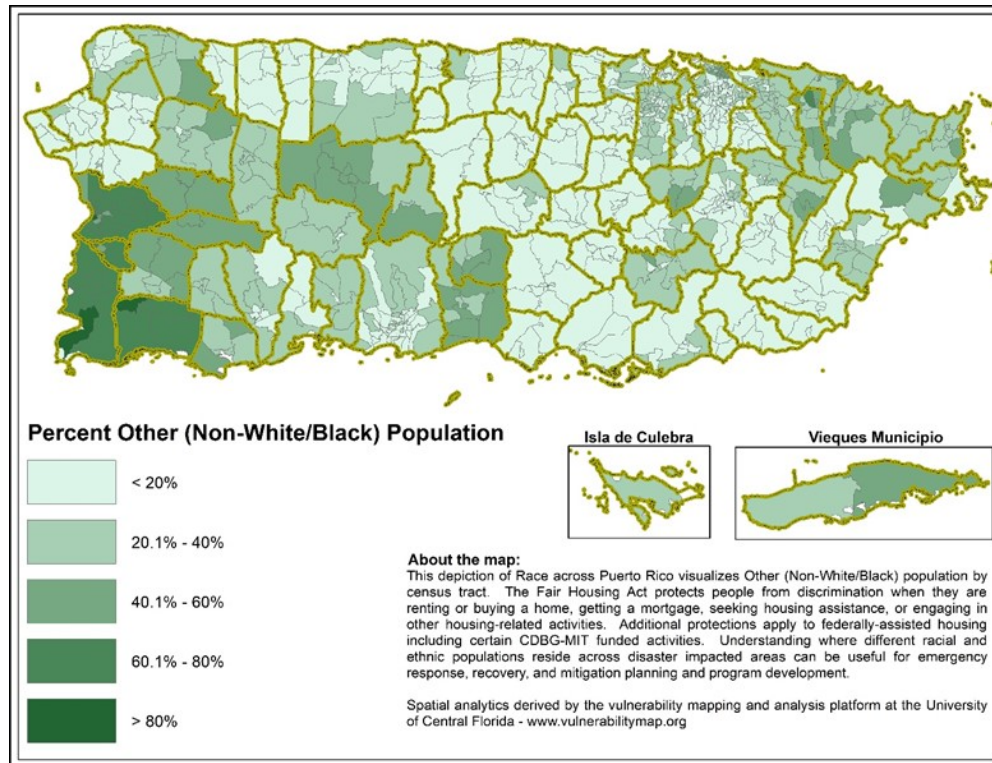 Percent Other (Non-White/Black) Population
< 20%
20.1% - 40%
40.1% - 60%
60.1% - 80%
> 80%
Isla de Culebra
Vieques Municipio
About the map:
This depiction of Race across Puerto Rico visualizes Other (Non-White/Black) population by
census tract. The Fair Housing Act protects people from discrimination when they are
renting or buying a home, getting a mortgage, seeking housing assistance, or engaging in
other housing-related activities. Additional protections apply to federally-assisted housing
including certain CDBG-MIT funded activities. Understanding where different racial and
ethnic populations reside across disaster impacted areas can be useful for emergency
response, recovery, and mitigation planning and program development.
Spatial analytics derived by the vulnerability mapping and analysis platform at the University
of Central Florida - www.vulnerabilitymap.org